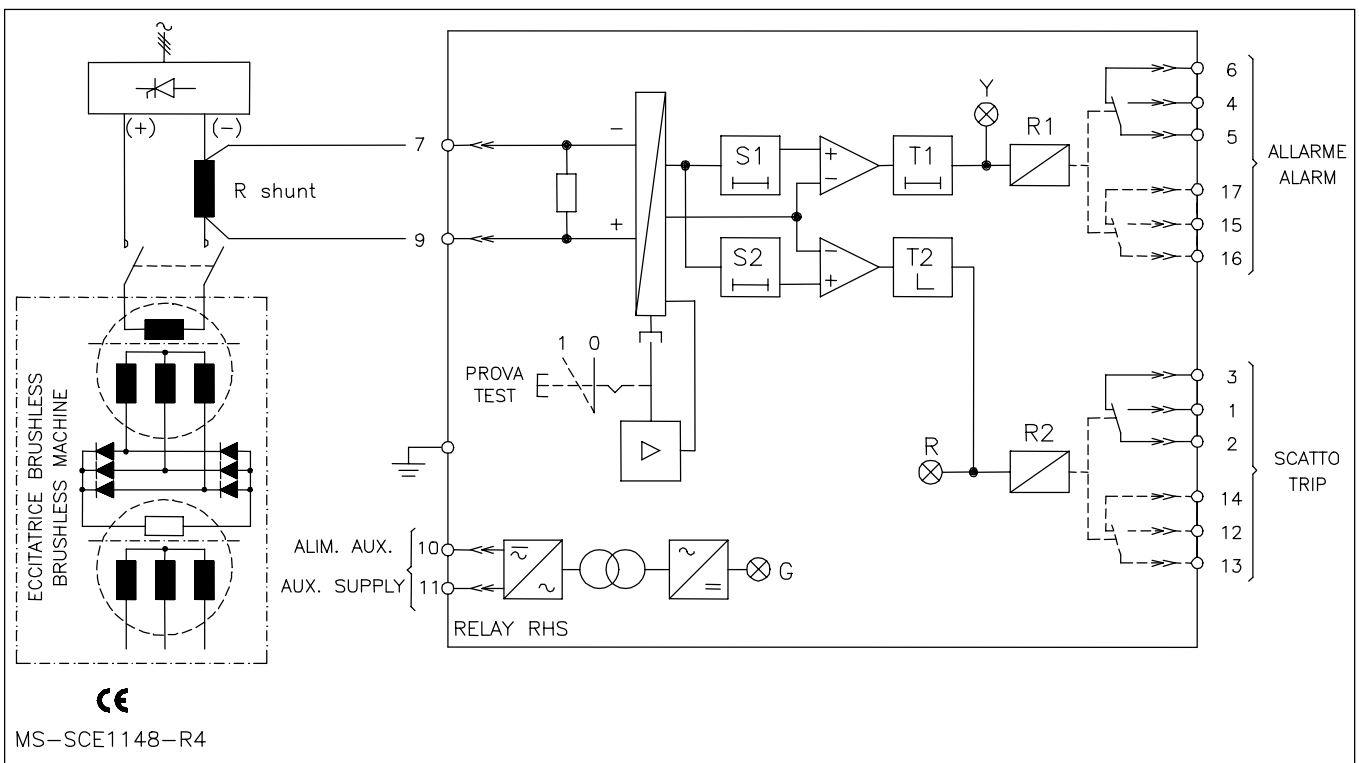 (+)
(-)
R shunt
7
9
-
+
S1
S2
+
-
-
+
T1
T2
Y
R1
6
4
5
17
15
16
ALLARME
ALARM
1 0
PROVA
TEST
R
R2
3
1
2
14
12
13
SCATTO
TRIP
ECCITATRICE BRUSHLESS
BRUSHLESS MACHINE
ALIM. AUX.
10
AUX. SUPPLY
11
G
RELAY RHS
CE
MS-SCE1148-R4